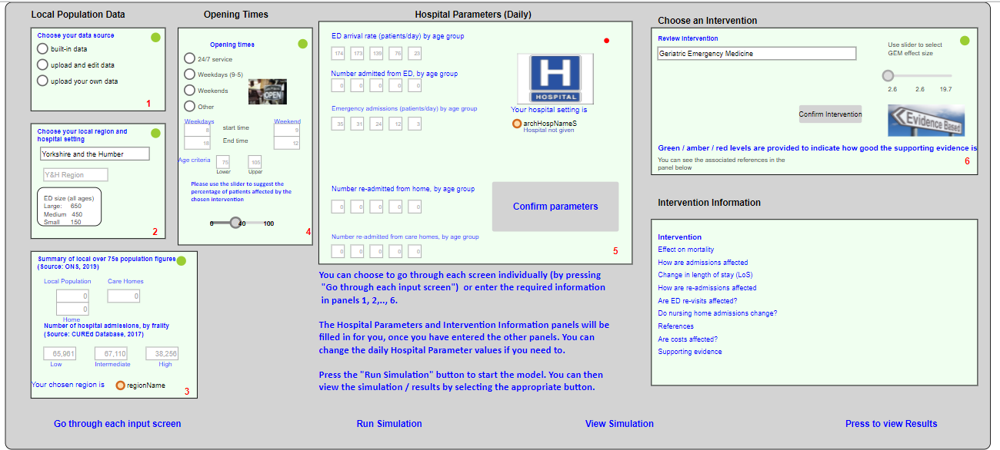 Local Population Data
Choose your data source
built-in data
upload and edit data
upload your own data
1
Choose your local region and
hospital setting
Yorkshire and the Humber
Y&H Region
ED size (all ages)
Large: 650
Medium 450
Small 150
2
Summary of local over 75s population figures
(Source: ONS, 2019)
Local Population Care Homes
0 0
0
Home
Number of hospital admissions, by frailty
(Source: CUREd Database, 2017)
65,961 67,110 38,256
Low Intermediate High
Your chosen region is regionName
3
Opening Times
Opening times
24/7 service
Weekdays (9-5)
Weekends
Other
OPEN
Weekdays Weekend
8 start time 9
18 End time 12
Age criteria 75 105
Lower Upper
Please use the slider to suggest the
percentage of patients affected by the
chosen intervention
0 40 100
4
Hospital Parameters (Daily)
ED arrival rate (patients/day) by age group
174 173 139 76 23
Number admitted from ED, by age group
0 0 0 0 0
Emergency admissions (patients/day) by age group
35 31 24 12 3
H
HOSPITAL
Your hospital setting is
archHospNameS
Hospital not given
Number re-admitted from home, by age group
0 0 0 0 0
Confirm parameters
Number re-admitted from care homes, by age group
0 0 0 0 0
5
You can choose to go through each screen individually (by pressing
"Go through each input screen") or enter the required information
in panels 1, 2,.., 6.
The Hospital Parameters and Intervention Information panels will be
filled in for you, once you have entered the other panels. You can
change the daily Hospital Parameter values if you need to.
Press the "Run Simulation" button to start the model. You can then
view the simulation / results by selecting the appropriate button.
Choose an Intervention
Review Intervention
Geriatric Emergency Medicine
Use slider to select
GEM effect size
2.6 2.6 19.7
Confirm Intervention
Evidence Based
Green / amber / red levels are provided to indicate how good the supporting evidence is
You can see the associated references in the
panel below
6
Intervention Information
Intervention
Effect on mortality
How are admissions affected
Change in length of stay (LoS)
How are re-admissions affected
Are ED re-visits affected?
Do nursing home admissions change?
References
Are costs affected?
Supporting evidence
Go through each input screen
Run Simulation
View Simulation
Press to view Results